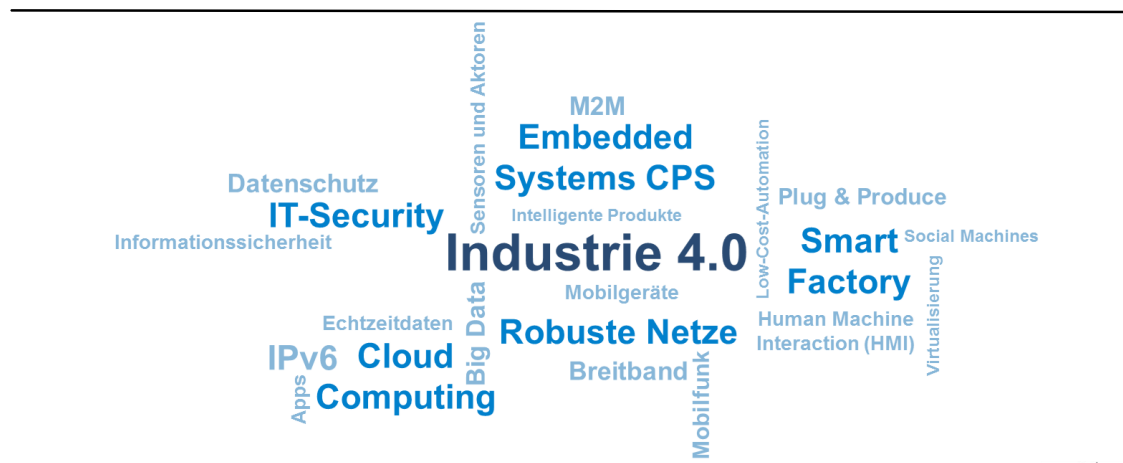 Sensoren und Aktoren
M2M
Embedded
Systems CPS
Low-Cost-Automation
Datenschutz
IT-Security
Informationssicherheit
Intelligente Produkte
Industrie 4.0
Plug & Produce
Smart
Factory
Social Machines
Virtualisierung
Human Machine
Interaction (HMI)
Mobilgeräte
Robuste Netze
Breitband
Mobilfunk
Big Data
Echtzeitdaten
IPv6
Cloud
Computing
Apps